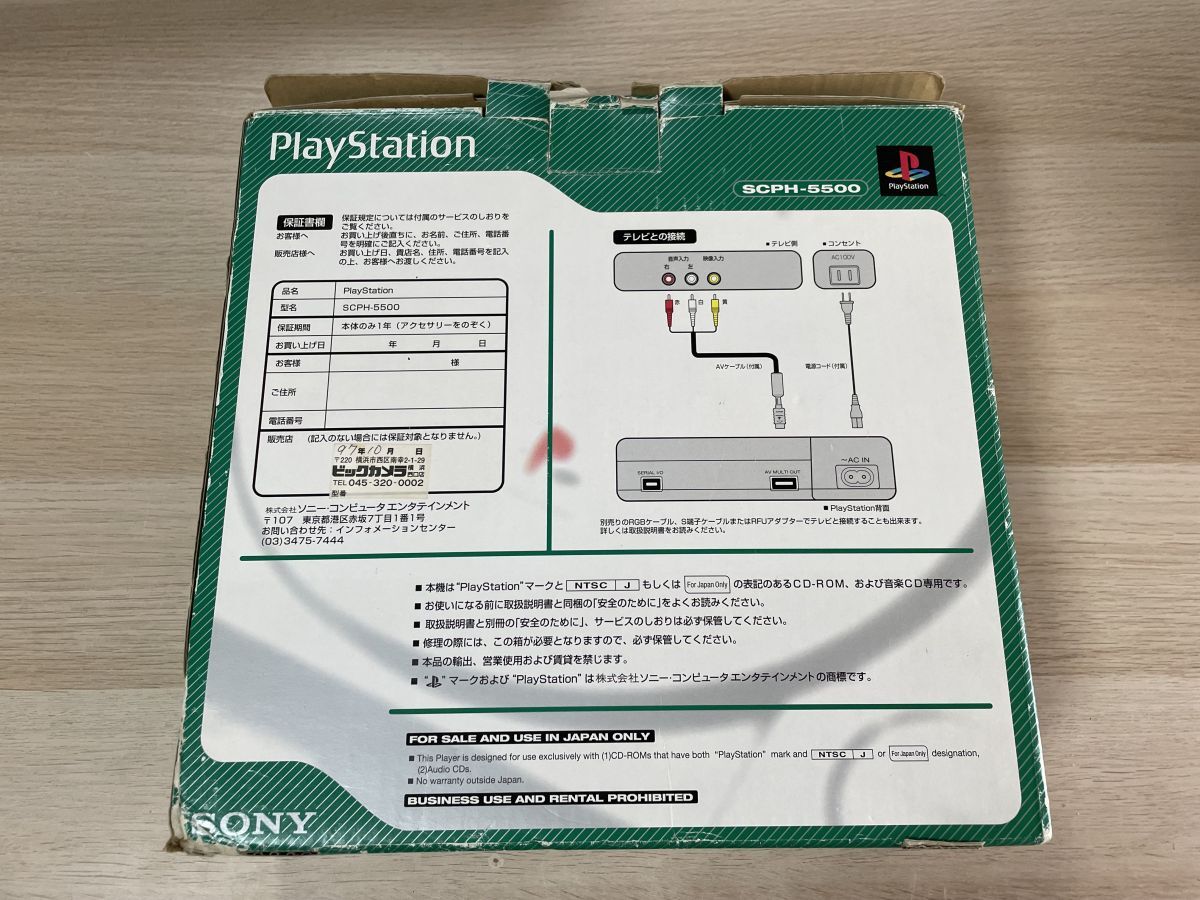 PlayStation
SCPH-5500
PlayStation
保証書欄
保証規定については付属のサービスのしおりを
ご覧ください。
お客様へ
お買い上げ後直ちに、お名前、ご住所、電話番
号を明確にご記入ください。
販売店様へ
お買い上げ日、貴店名、住所、電話番号を記入
の上、お客様へお渡しください。
品名 PlayStation
型名 SCPH-5500
保証期間 本体のみ1年（アクセサリーをのぞく）
お買い上げ日 年 月 日
お客様 様
ご住所
電話番号
販売店 （記入のない場合には保証対象となりません。）
97年10月 日
〒220 横浜市西区南幸2-1-29
ビックカメラ 横浜西口店
TEL 045-320-0002
型番
株式会社ソニー・コンピュータエンタテインメント
〒107 東京都港区赤坂7丁目1番1号
お問い合わせ先：インフォメーションセンター
(03)3475-7444
テレビとの接続
■テレビ側
■コンセント
音声入力 映像入力
右 左
AC100V
赤 白 黄
AVケーブル（付属）
電源コード（付属）
SERIAL I/O
AV MULTI OUT
～AC IN
■PlayStation背面
別売りのRGBケーブル、S端子ケーブルまたはRFUアダプターでテレビと接続することも出来ます。
詳しくは取扱説明書をお読みください。
■本機は"PlayStation"マークと NTSC J もしくは For Japan Only の表記のあるCD-ROM、および音楽CD専用です。
■お使いになる前に取扱説明書と同梱の「安全のために」をよくお読みください。
■取扱説明書と別冊の「安全のために」、サービスのしおりは必ず保管してください。
■修理の際には、この箱が必要となりますので、必ず保管してください。
■本品の輸出、営業使用および賃貸を禁じます。
■" "マークおよび "PlayStation" は株式会社ソニー・コンピュータエンタテインメントの商標です。
FOR SALE AND USE IN JAPAN ONLY
■This Player is designed for use exclusively with (1)CD-ROMs that have both "PlayStation" mark and NTSC J or For Japan Only designation,
(2)Audio CDs.
■No warranty outside Japan.
BUSINESS USE AND RENTAL PROHIBITED
SONY